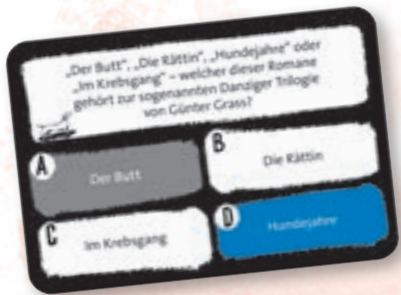 „Der Butt“, „Die Rättin“, „Hundejahre“ oder
„Im Krebsgang“ – welcher dieser Romane
gehört zur sogenannten Danziger Trilogie
von Günter Grass?
A
Der Butt
B
Die Rättin
C
Im Krebsgang
D
Hundejahre